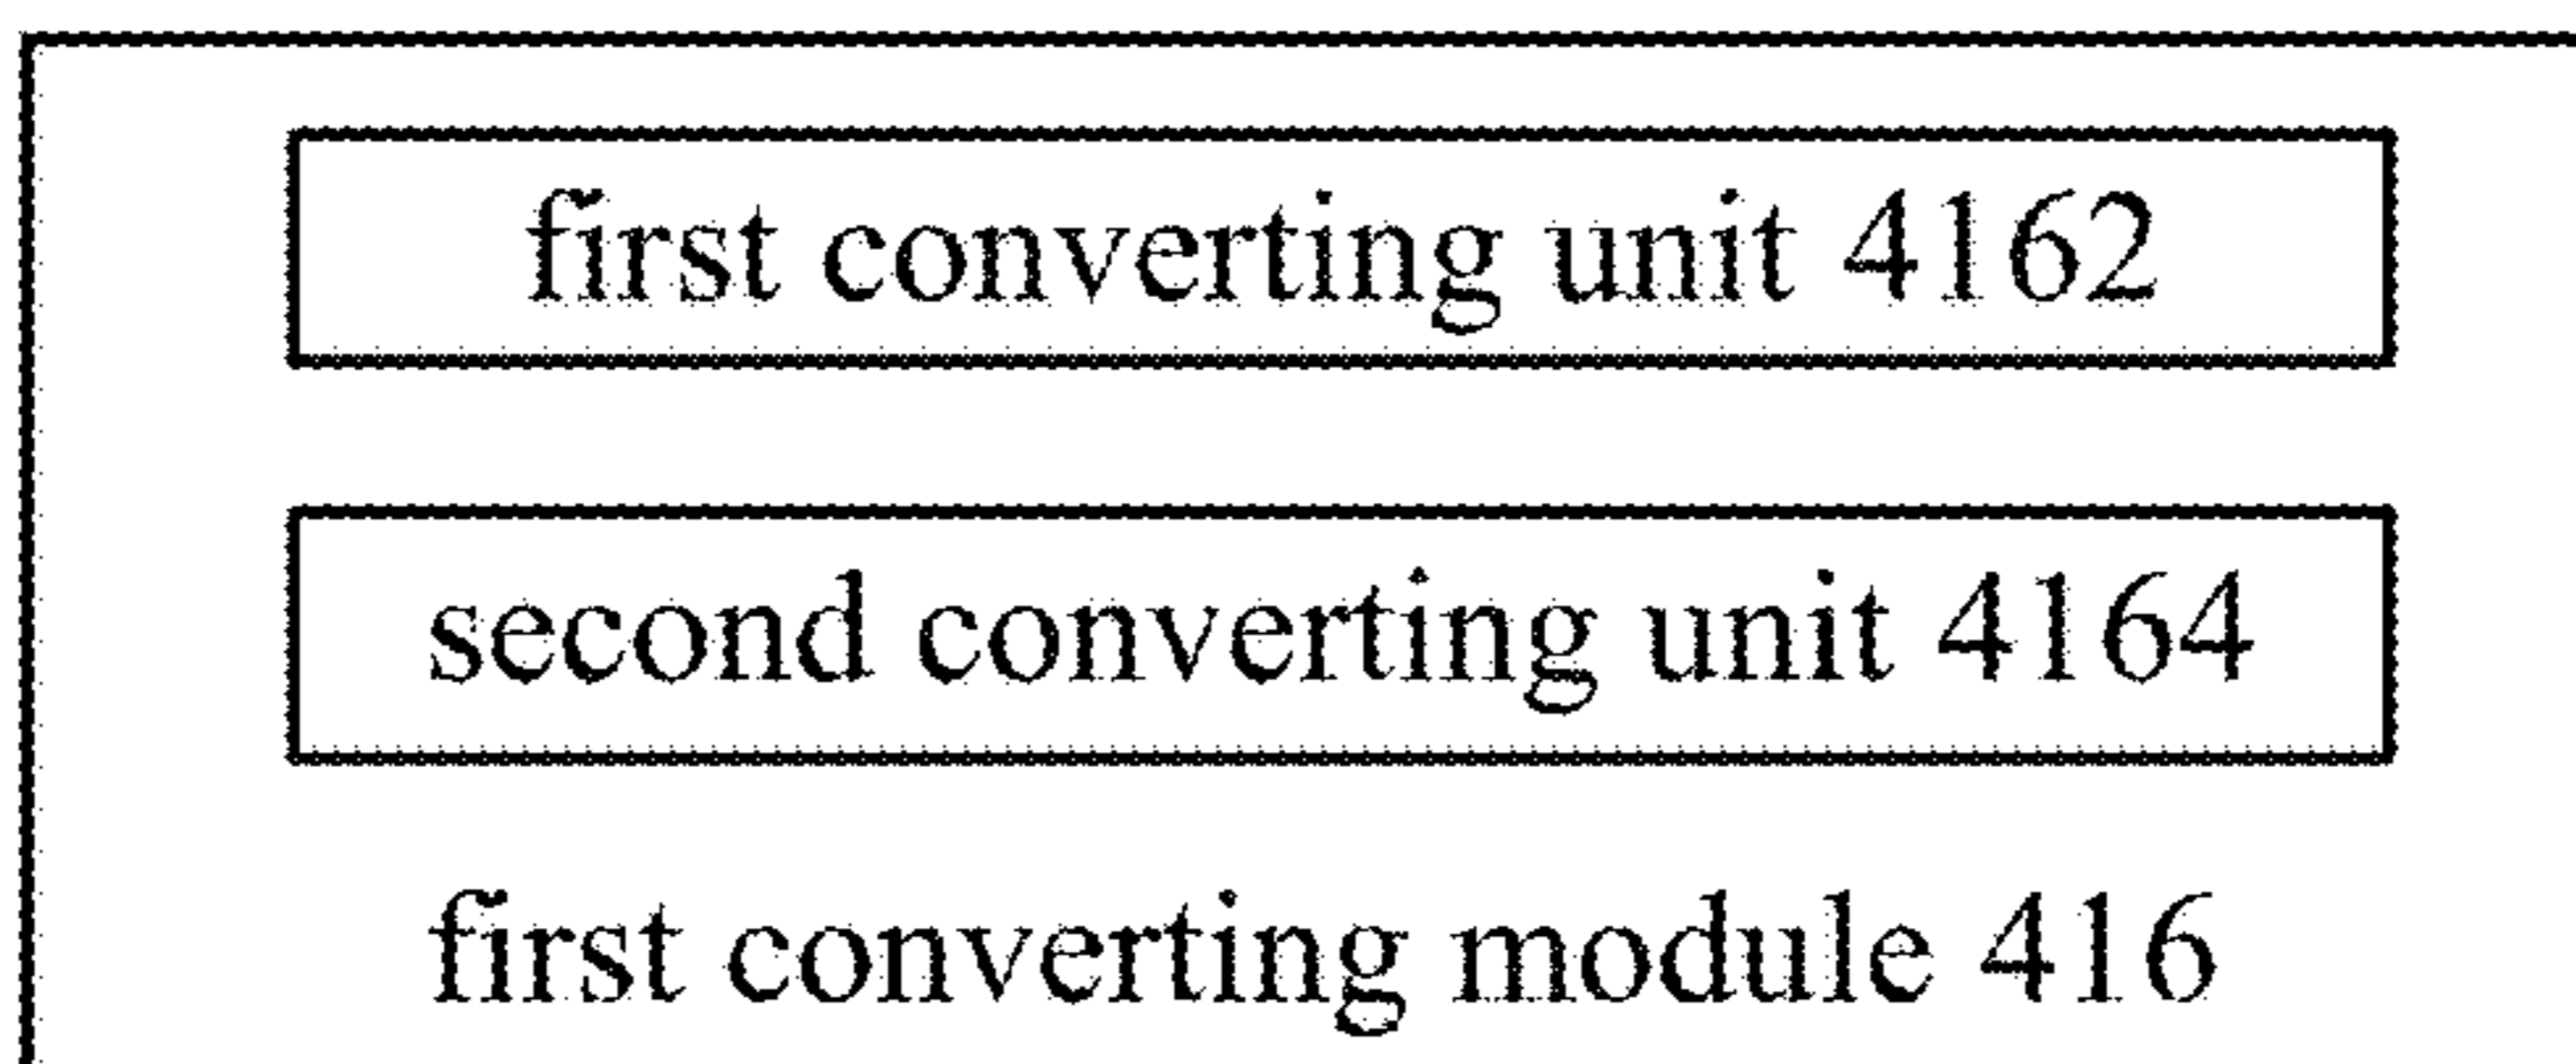 first converting unit 4162
second converting unit 4164
first converting module 416